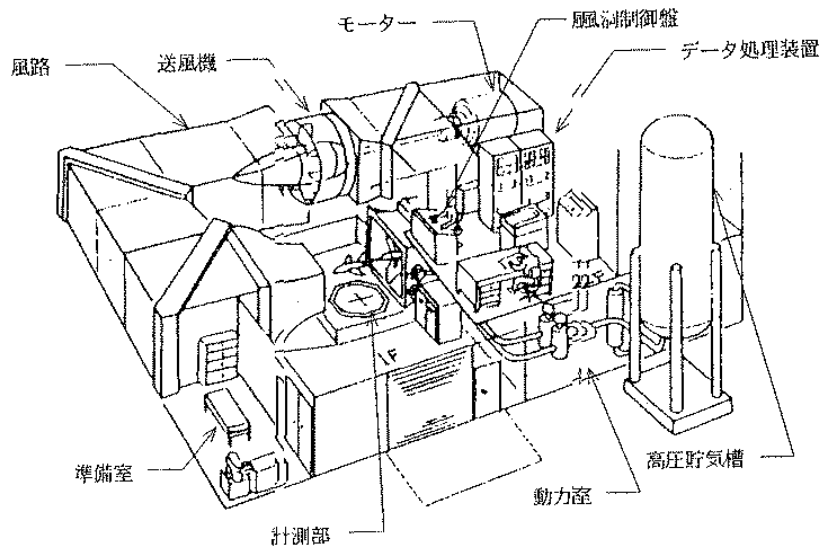 モーター
風洞制御盤
風路
送風機
データ処理装置
2F
1F
準備室
計測部
動力室
高圧貯気槽